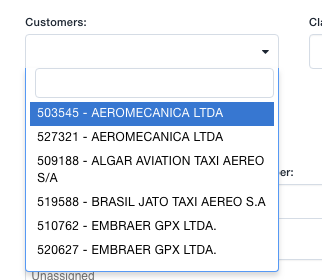 Customers:
Cl
503545 - AEROMECANICA LTDA
527321 - AEROMECANICA LTDA
509188 - ALGAR AVIATION TAXI AEREO
S/A
er:
519588 - BRASIL JATO TAXI AEREO S.A
510762 - EMBRAER GPX LTDA.
520627 - EMBRAER GPX LTDA.
Unassigned